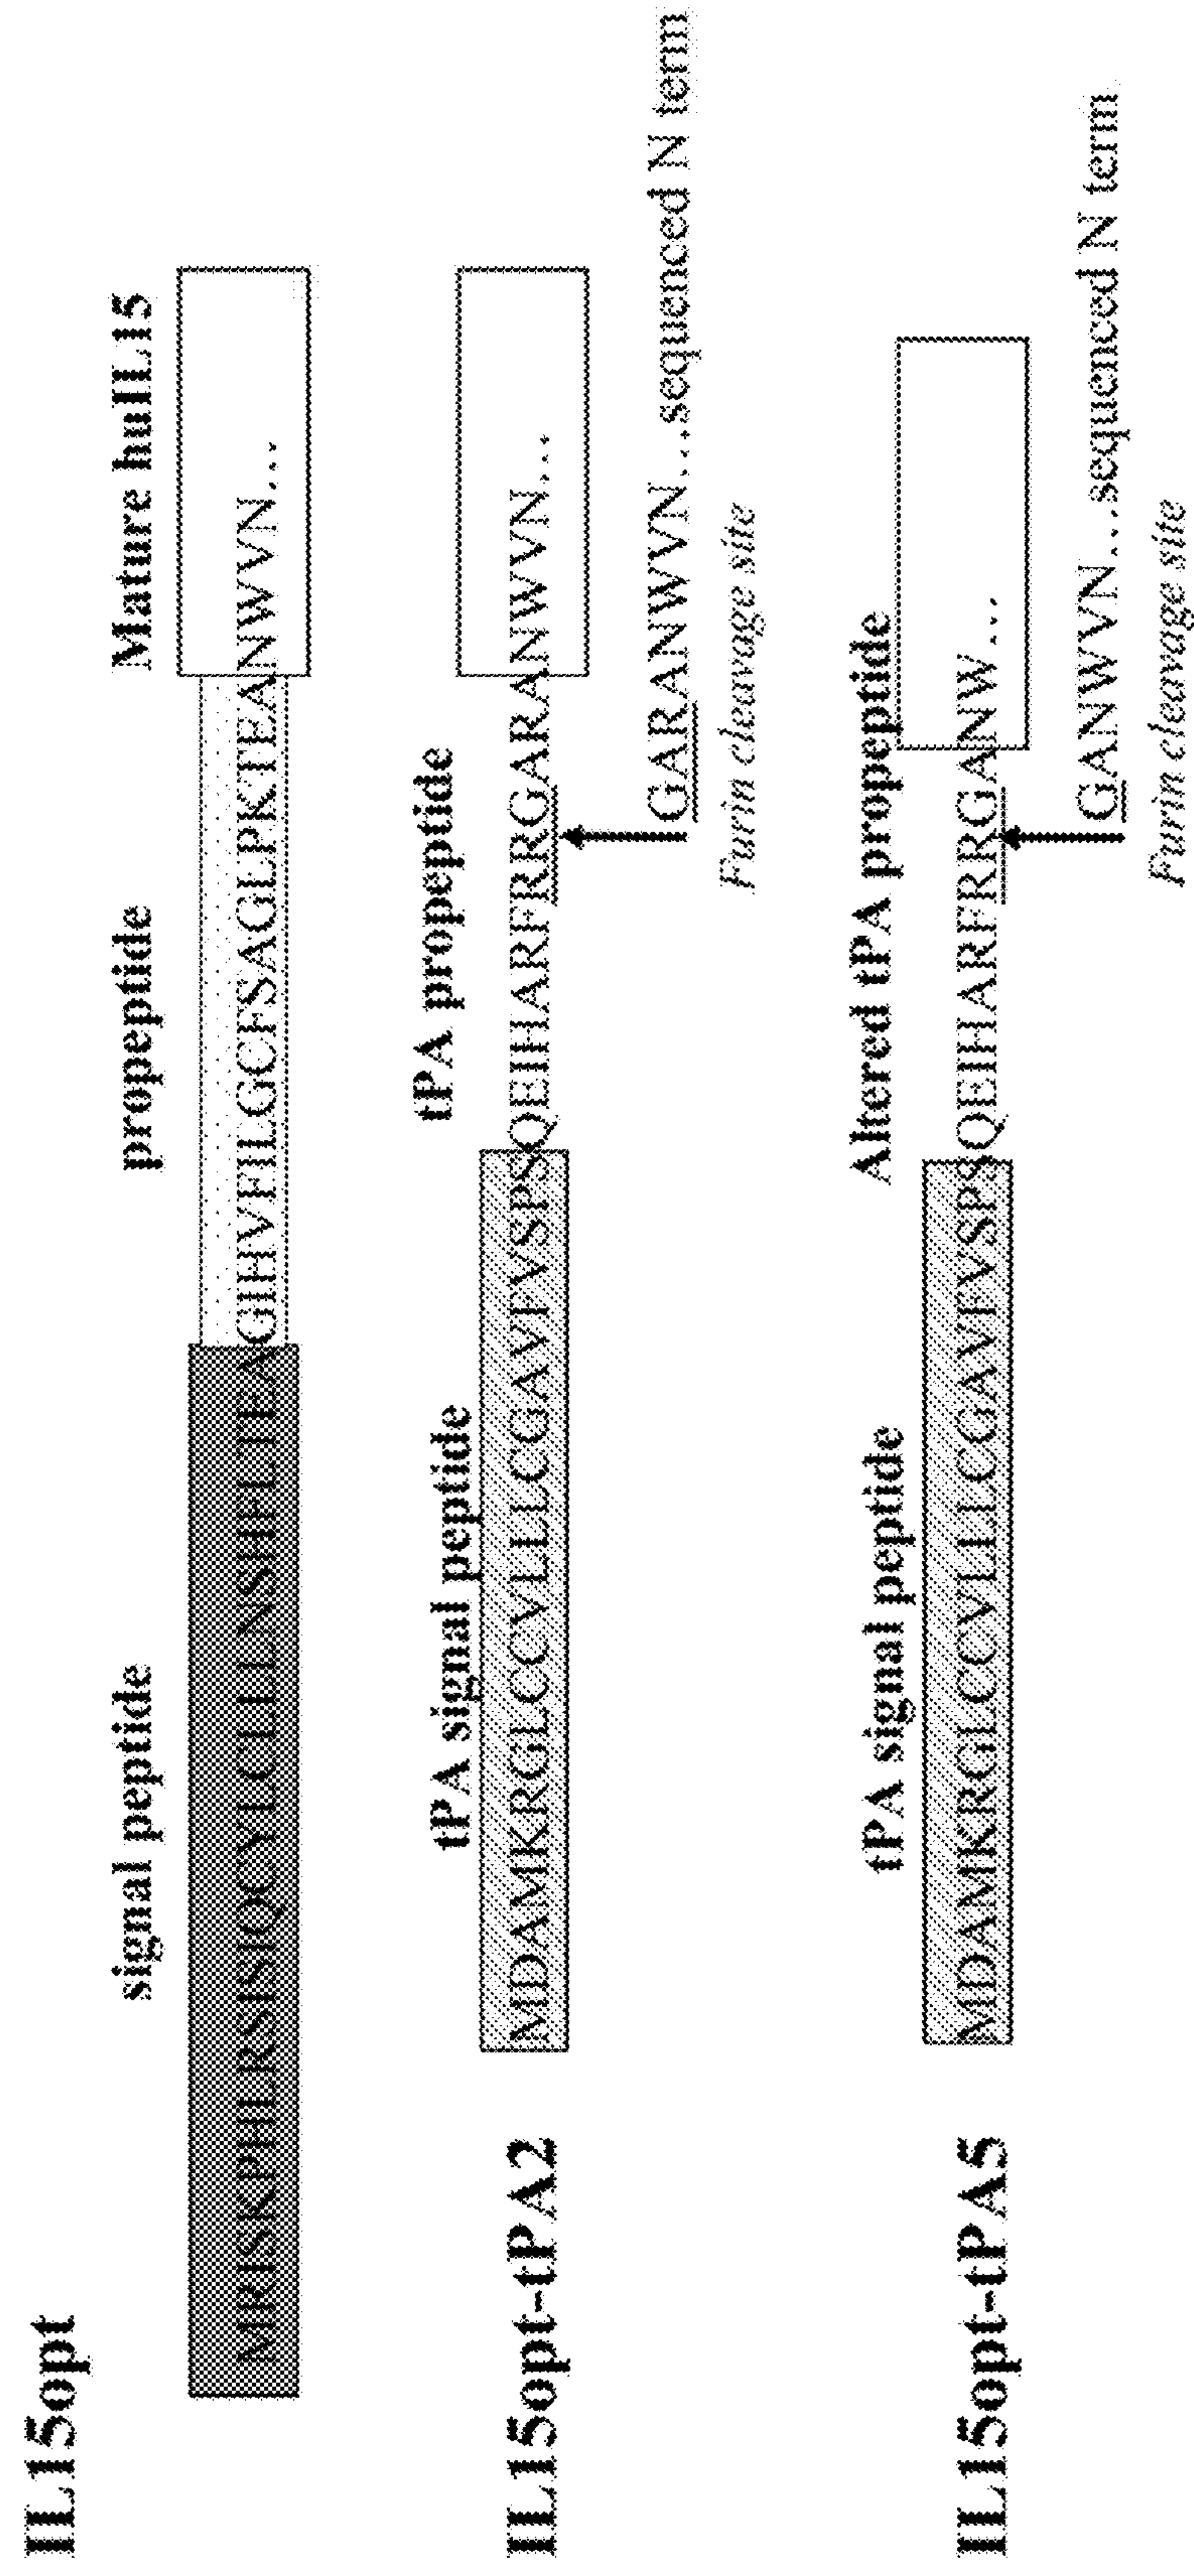 IL15opt
signal peptide propeptide Mature huIL15
MRISKPHLRSISIQCYLCLLLNSHFLTEAGIHVFILGCFSAGLPKTEANWVN...
tPA signal peptide tPA propeptide
IL15opt-tPA2 MDAMKRGLCCVLLLCGAVFVSPSQEIHARFRRGARANWVN...
GARANWVN...sequenced N term
Furin cleavage site
tPA signal peptide Altered tPA propeptide
IL15opt-tPA5 MDAMKRGLCCVLLLCGAVFVSPSQEIHARFRRGANW...
GANWVN...sequenced N term
Furin cleavage site